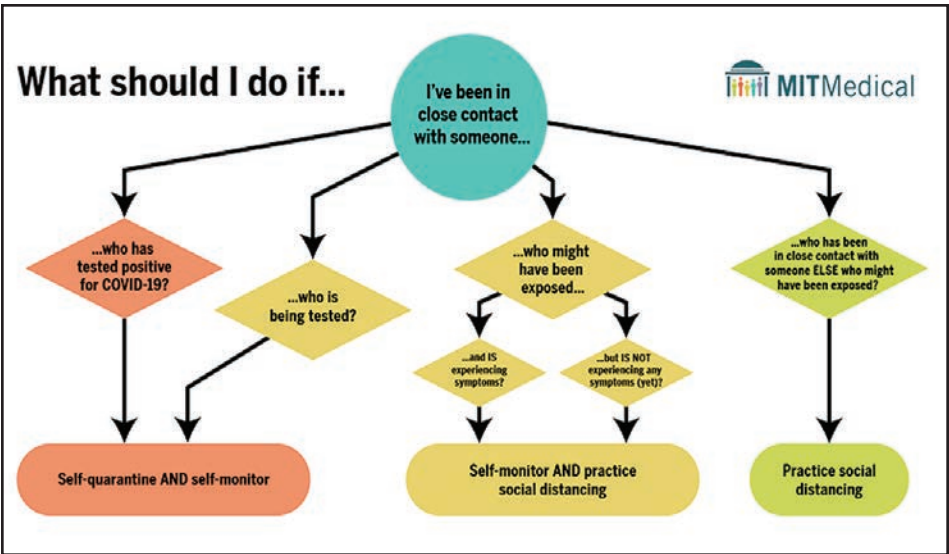 What should I do if...
I've been in
close contact
with someone...
MITMedical
...who has
tested positive
for COVID-19?
...who is
being tested?
...who might
have been
exposed...
...who has been
in close contact with
someone ELSE who might
have been exposed?
...and IS
experiencing
symptoms?
...but IS NOT
experiencing any
symptoms (yet)?
Self-quarantine AND self-monitor
Self-monitor AND practice
social distancing
Practice social
distancing